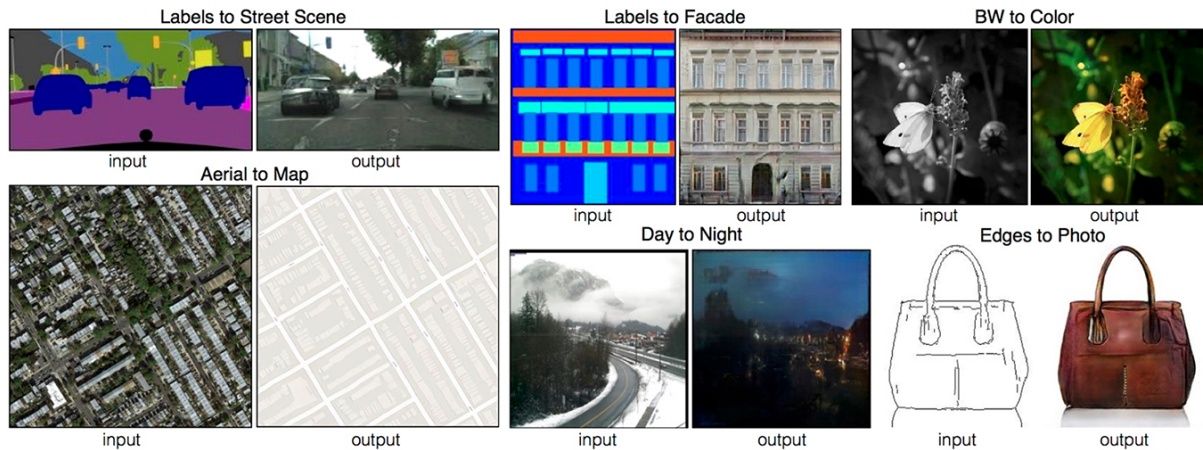 Labels to Street Scene
input
output
Aerial to Map
input
output
Labels to Facade
input
output
BW to Color
input
output
Day to Night
input
output
Edges to Photo
input
output